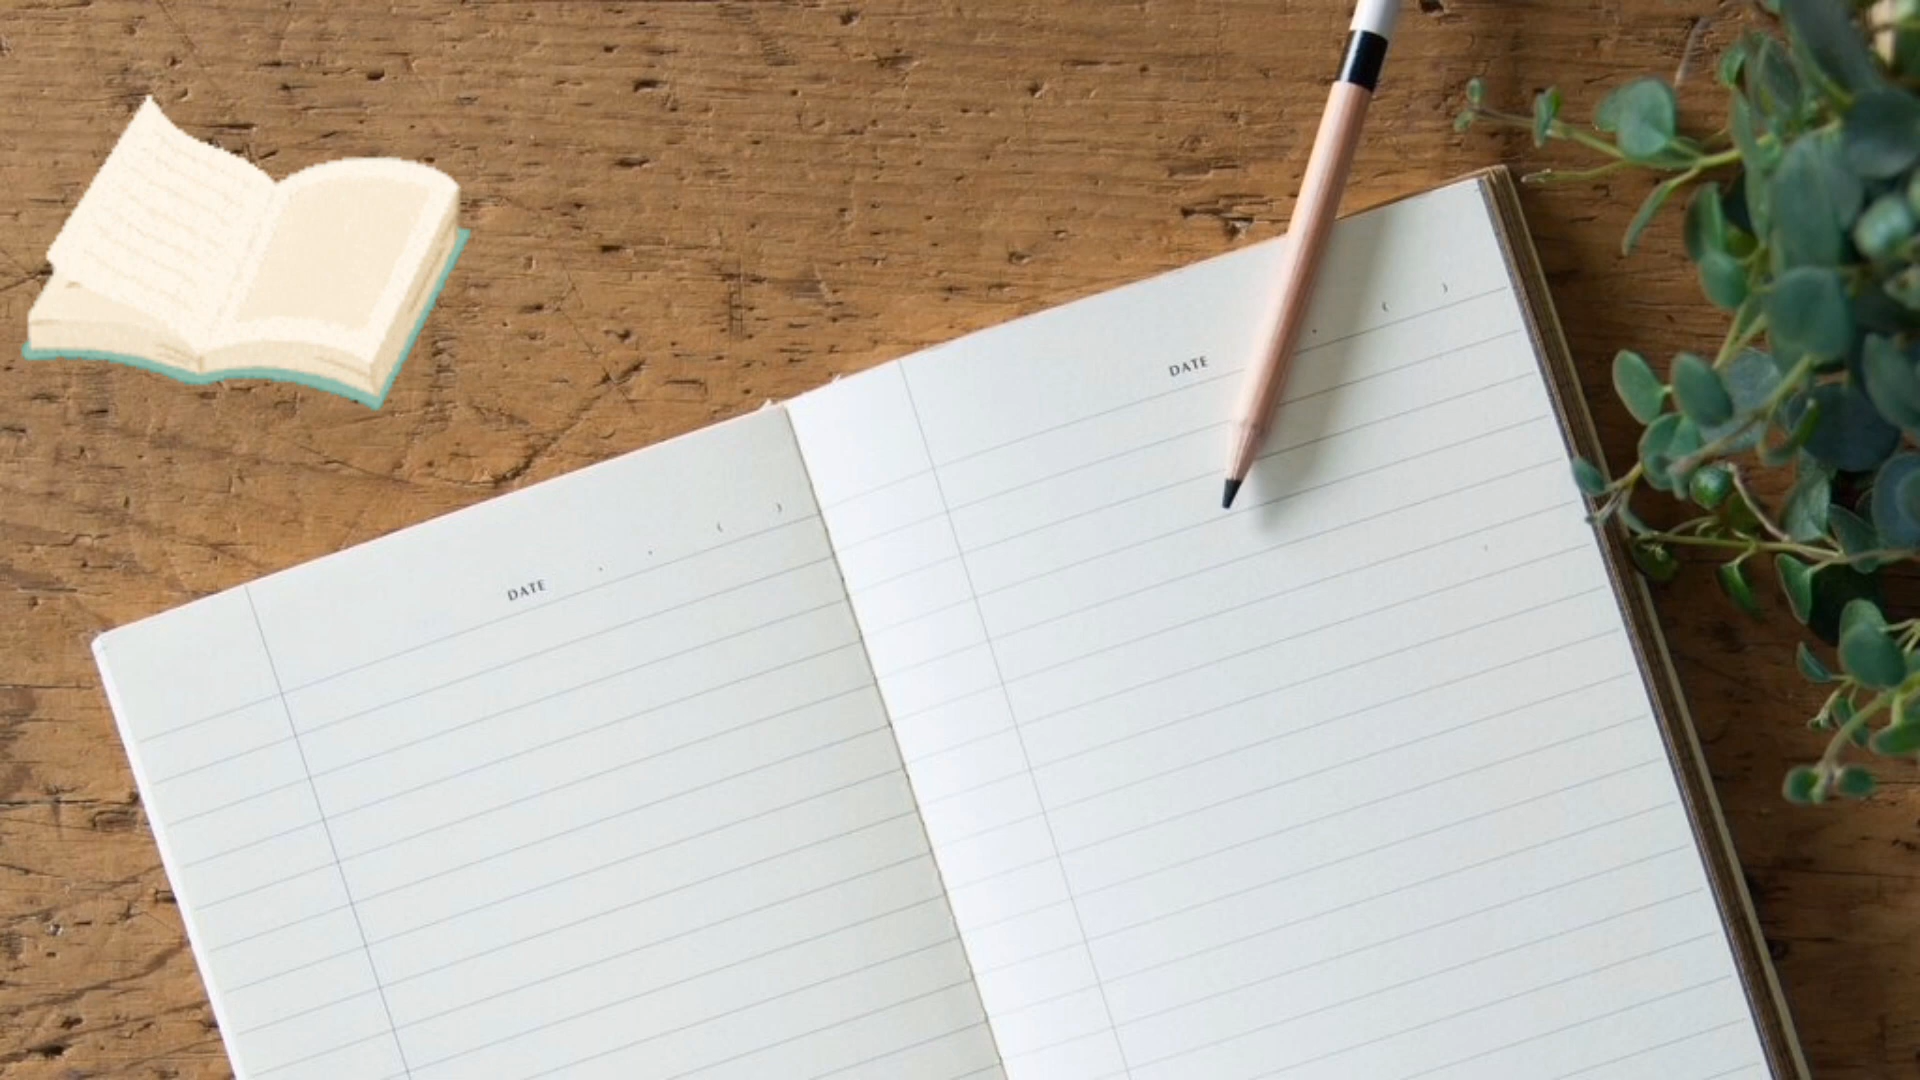 DATE . . ( )
DATE . ( )